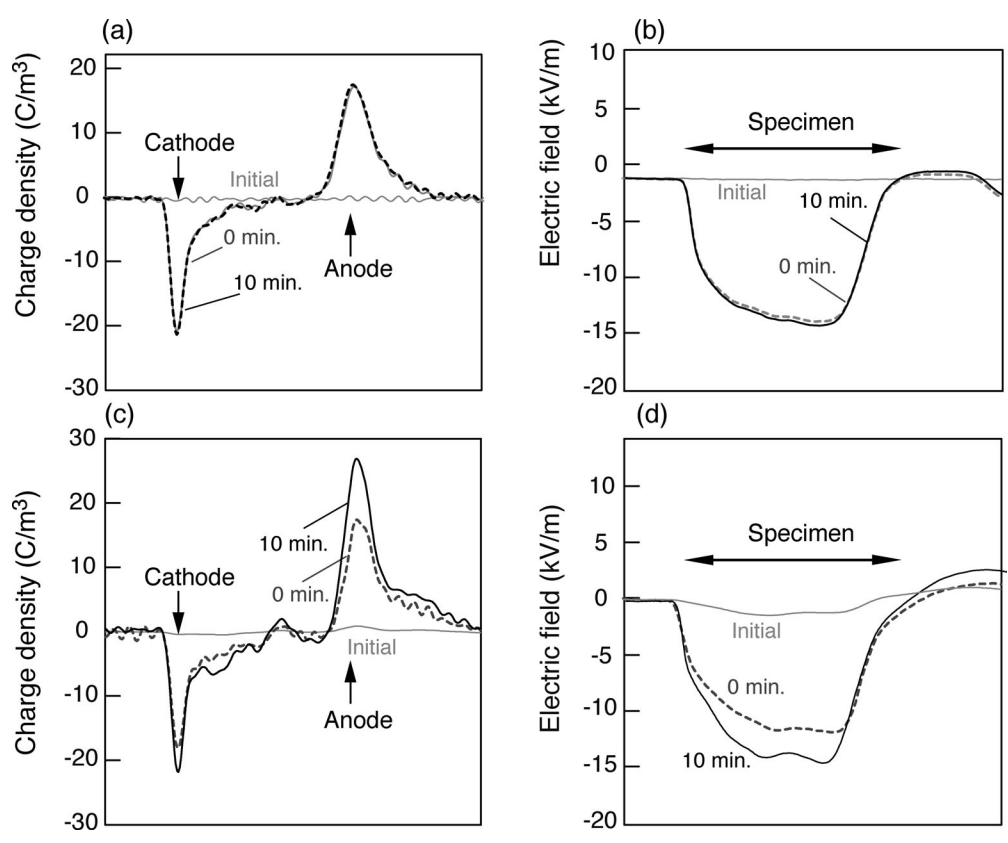 (a)
Charge density (C/m³)
20
10
0
-10
-20
-30
Cathode
Initial
0 min.
10 min.
Anode
(b)
Electric field (kV/m)
10
5
0
-5
-10
-15
-20
Specimen
Initial
10 min.
0 min.
(c)
Charge density (C/m³)
30
20
10
0
-10
-20
-30
10 min.
Cathode
0 min.
Initial
Anode
(d)
Electric field (kV/m)
10
5
0
-5
-10
-15
-20
Specimen
Initial
0 min.
10 min.